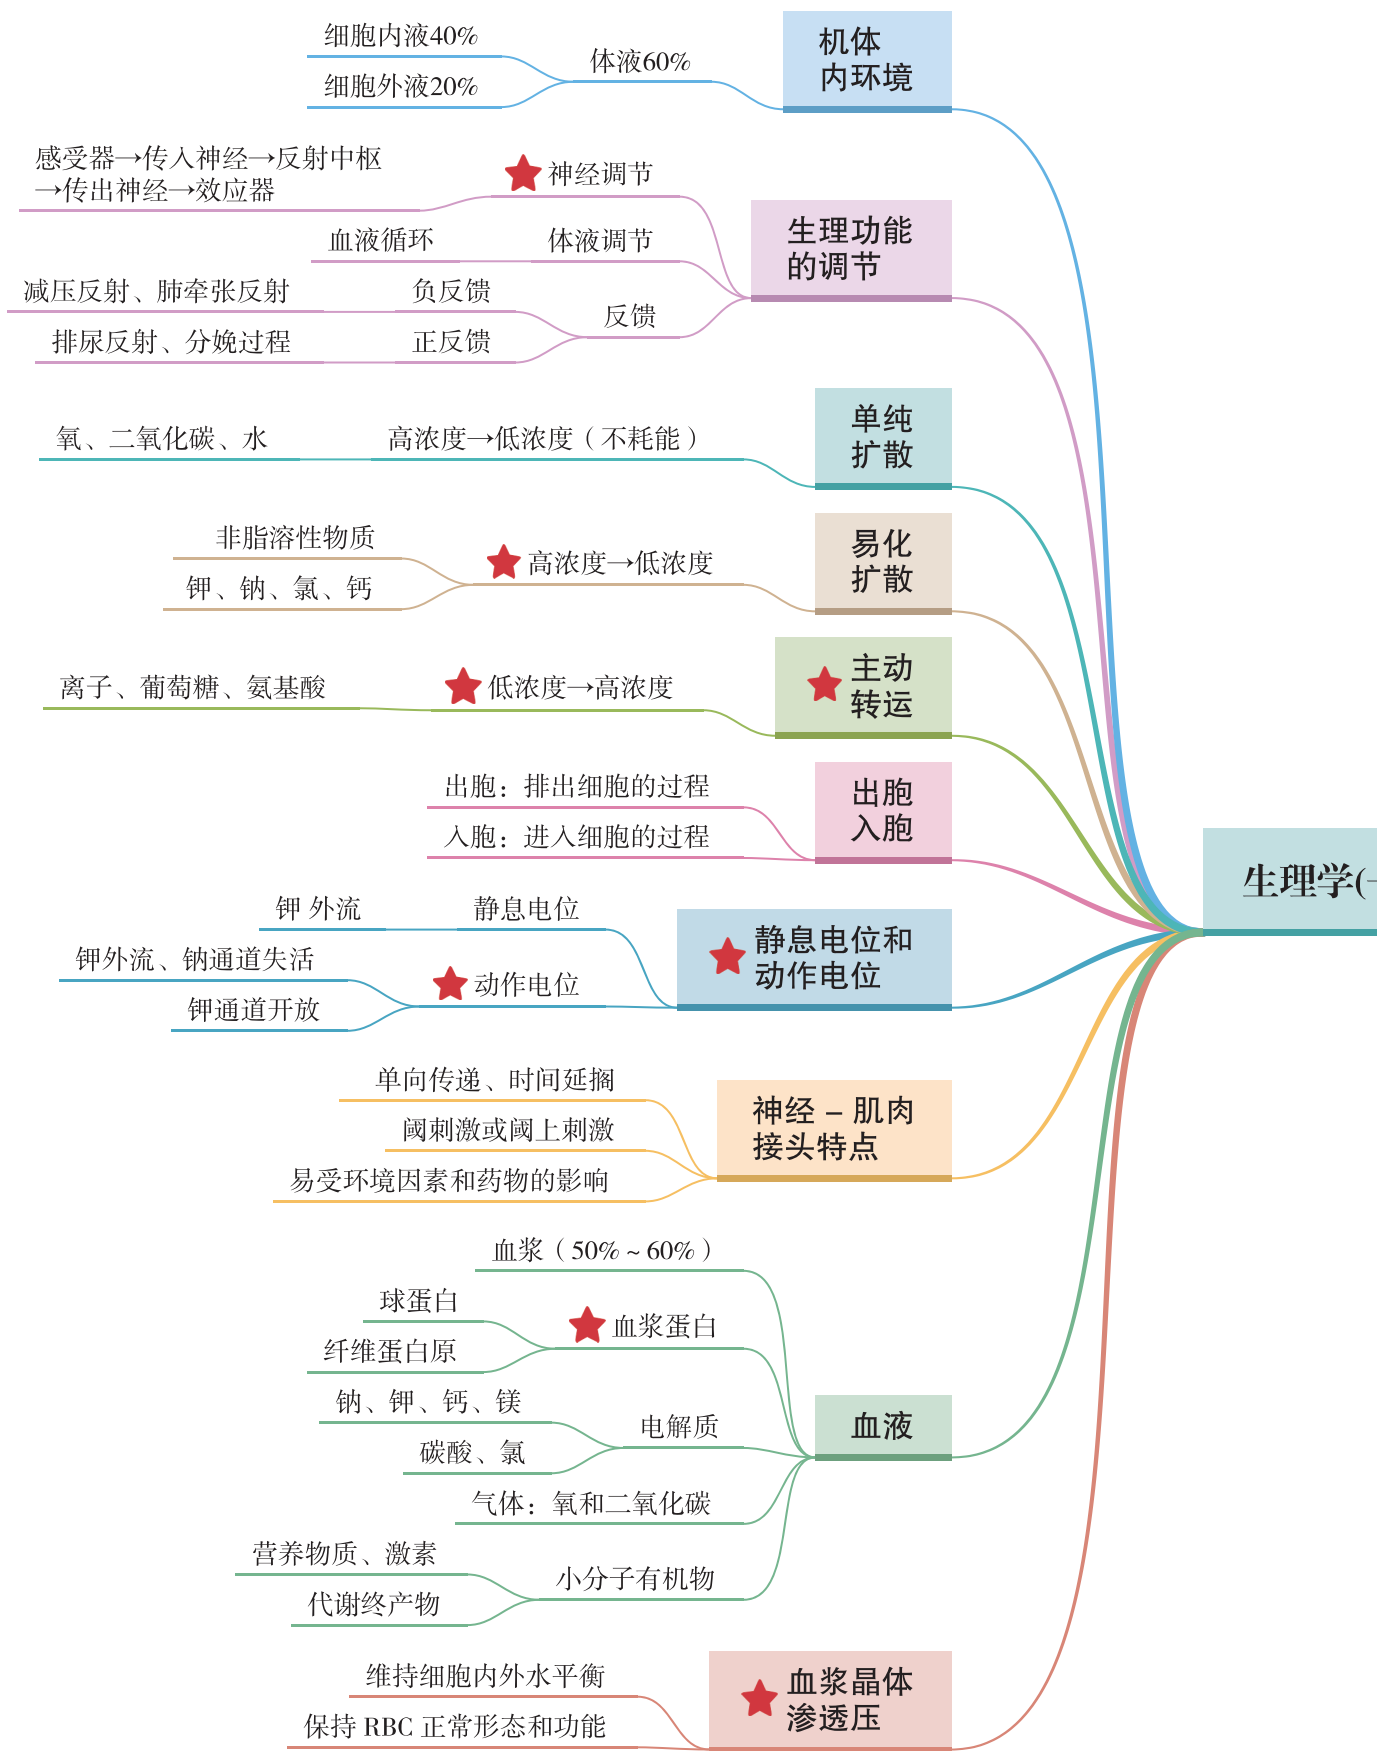 机体
内环境
体液60%
细胞内液40%
细胞外液20%
生理功能
的调节
神经调节
感受器→传入神经→反射中枢
→传出神经→效应器
体液调节
血液循环
反馈
负反馈
减压反射、肺牵张反射
正反馈
排尿反射、分娩过程
单纯
扩散
高浓度→低浓度（不耗能）
氧、二氧化碳、水
易化
扩散
高浓度→低浓度
非脂溶性物质
钾、钠、氯、钙
主动
转运
低浓度→高浓度
离子、葡萄糖、氨基酸
出胞
入胞
出胞：排出细胞的过程
入胞：进入细胞的过程
静息电位和
动作电位
静息电位
钾 外流
动作电位
钾外流、钠通道失活
钾通道开放
神经 – 肌肉
接头特点
单向传递、时间延搁
阈刺激或阈上刺激
易受环境因素和药物的影响
血液
血浆（50% ~ 60%）
血浆蛋白
球蛋白
纤维蛋白原
电解质
钠、钾、钙、镁
碳酸、氯
气体：氧和二氧化碳
小分子有机物
营养物质、激素
代谢终产物
血浆晶体
渗透压
维持细胞内外水平衡
保持 RBC 正常形态和功能
生理学(